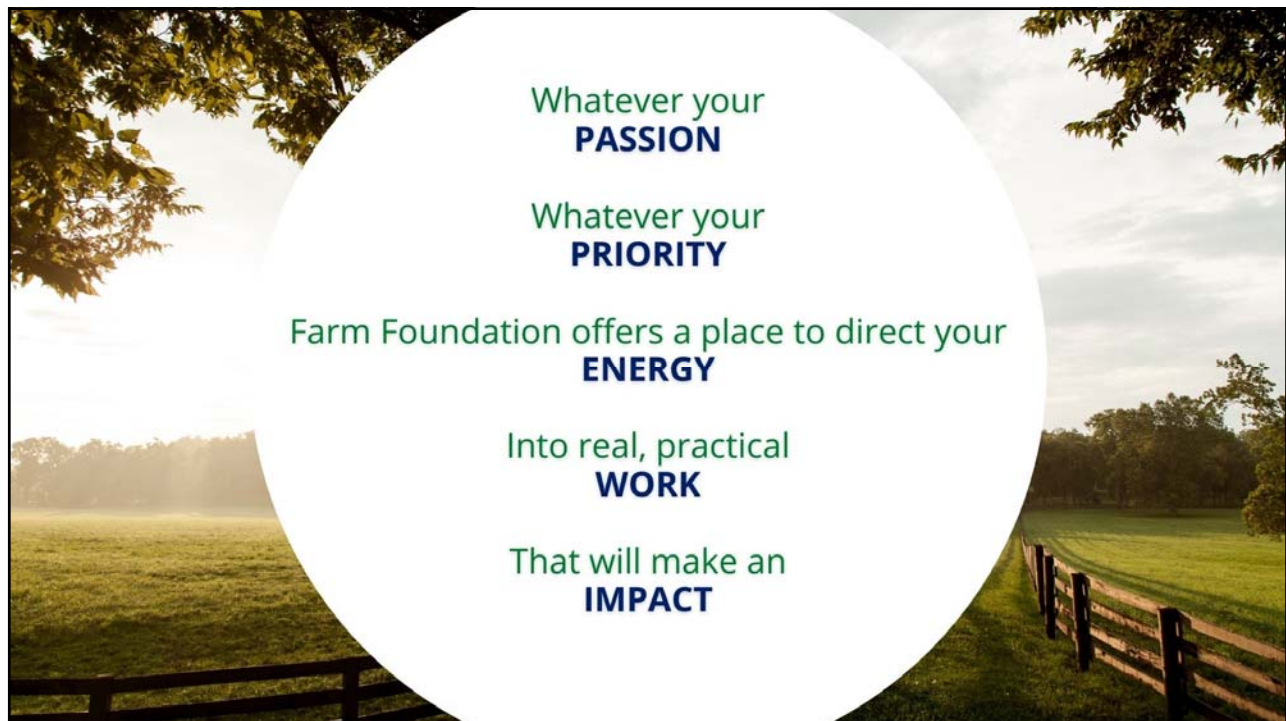 Whatever your
PASSION
Whatever your
PRIORITY
Farm Foundation offers a place to direct your
ENERGY
Into real, practical
WORK
That will make an
IMPACT